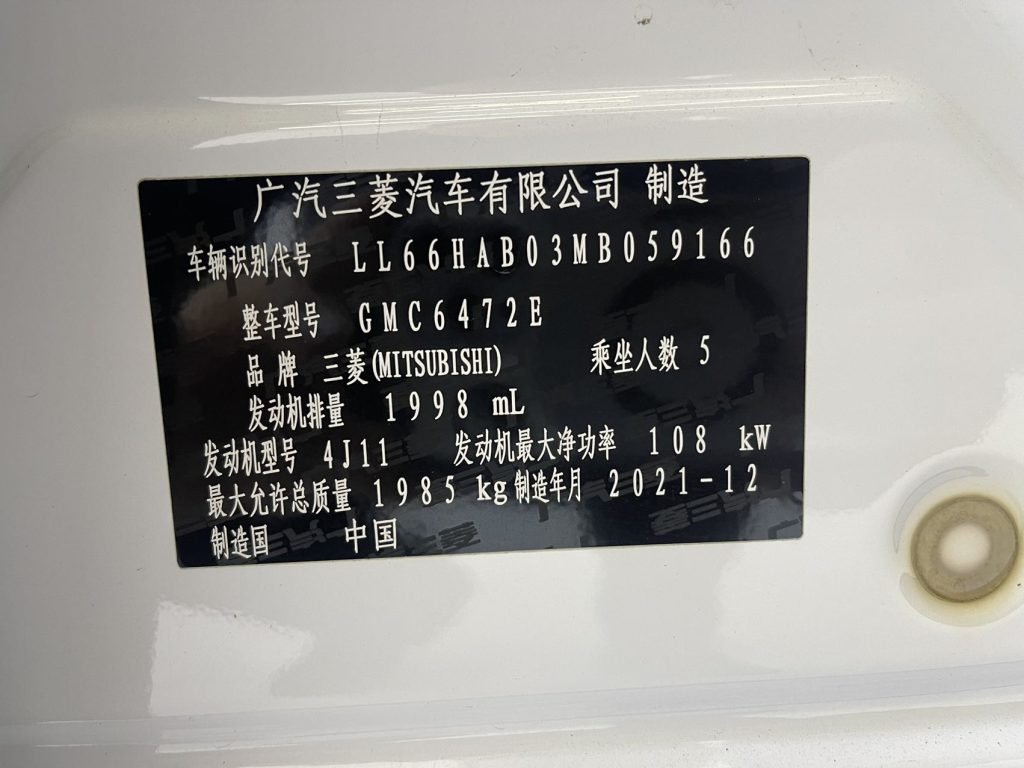 广汽三菱汽车有限公司 制造
车辆识别代号 LL66HAB03MB059166
整车型号 GMC6472E
品 牌 三菱(MITSUBISHI) 乘坐人数 5
发动机排量 1998 mL
发动机型号 4J11 发动机最大净功率 108 kW
最大允许总质量 1985 kg 制造年月 2021-12
制造国 中国